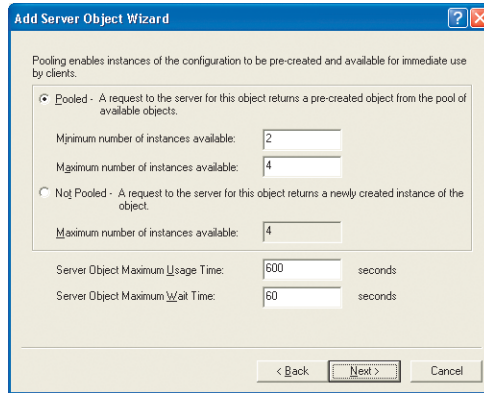 Add Server Object Wizard
Pooling enables instances of the configuration to be pre-created and available for immediate use
by clients.
Pooled - A request to the server for this object returns a pre-created object from the pool of
available objects.
Minimum number of instances available: 2
Maximum number of instances available: 4
Not Pooled - A request to the server for this object returns a newly created instance of the
object.
Maximum number of instances available: 4
Server Object Maximum Usage Time: 600 seconds
Server Object Maximum Wait Time: 60 seconds
< Back Next > Cancel